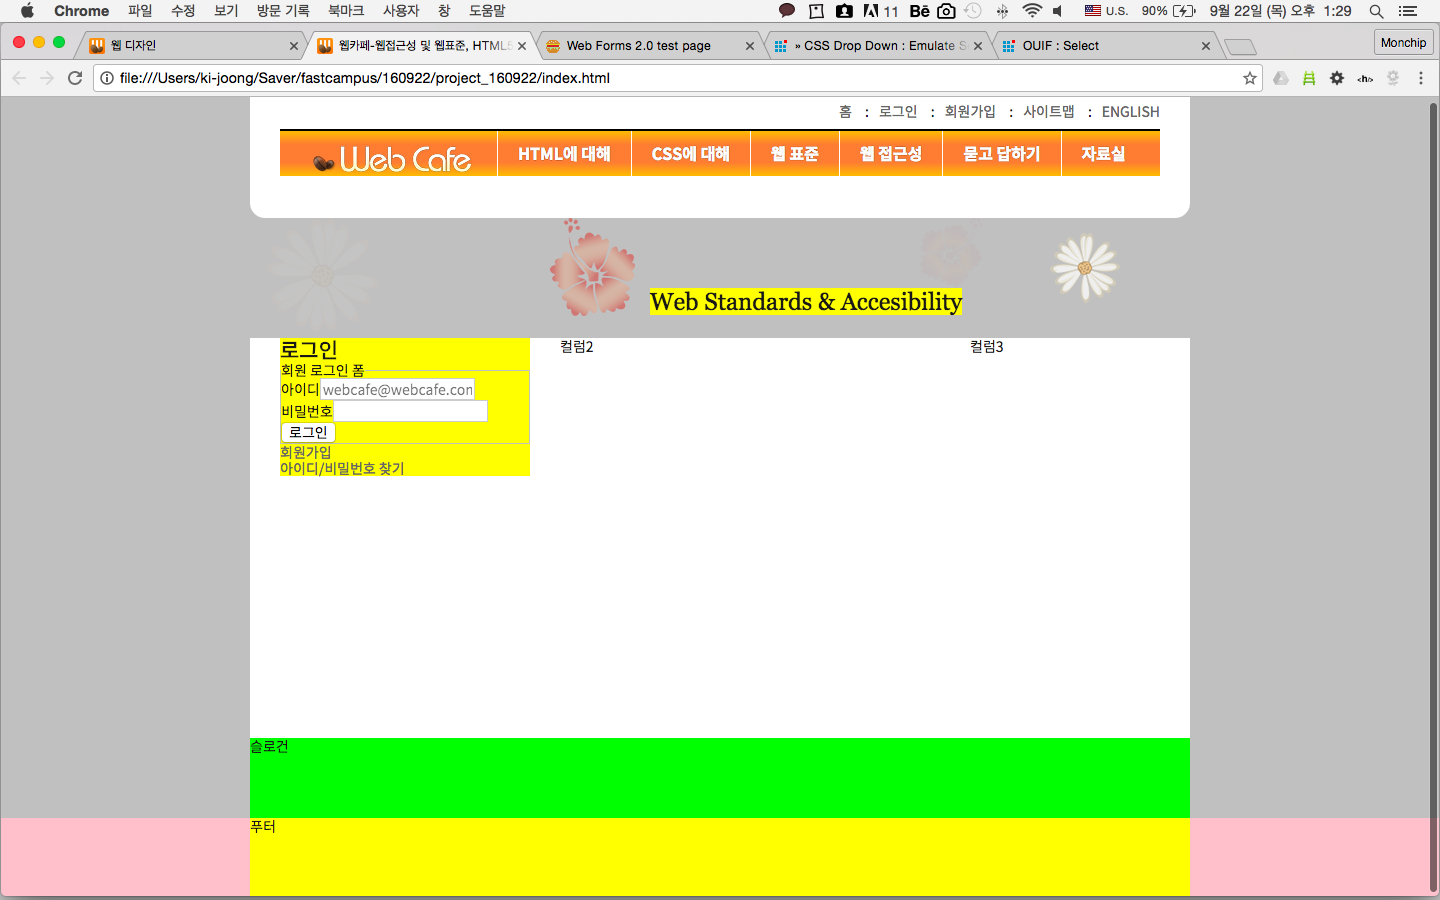 Chrome 파일 수정 보기 방문 기록 북마크 사용자 창 도움말 11 Bē U.S. 90% 9월 22일 (목) 오후 1:29
웹 디자인 웹카페-웹접근성 및 웹표준, HTML5 Web Forms 2.0 test page » CSS Drop Down : Emulate S OUIF : Select Monchip
file:///Users/ki-joong/Saver/fastcampus/160922/project_160922/index.html
홈 : 로그인 : 회원가입 : 사이트맵 : ENGLISH
Web Cafe HTML에 대해 CSS에 대해 웹 표준 웹 접근성 묻고 답하기 자료실
Web Standards & Accesibility
로그인 컬럼2 컬럼3
회원 로그인 폼
아이디 webcafe@webcafe.con
비밀번호
로그인
회원가입
아이디/비밀번호 찾기
슬로건
푸터